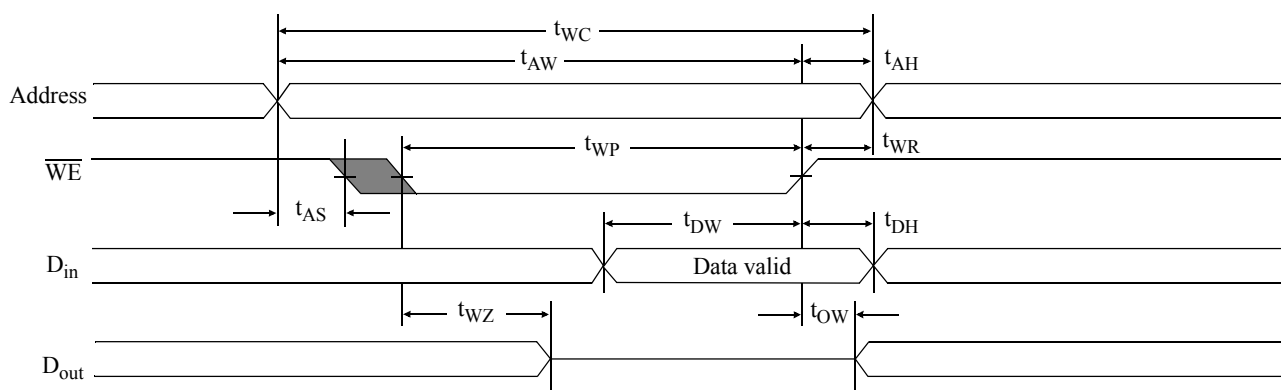 tWC
tAW tAH
Address
tWP tWR
WE
tAS
tDW tDH
Din Data valid
tWZ tOW
Dout